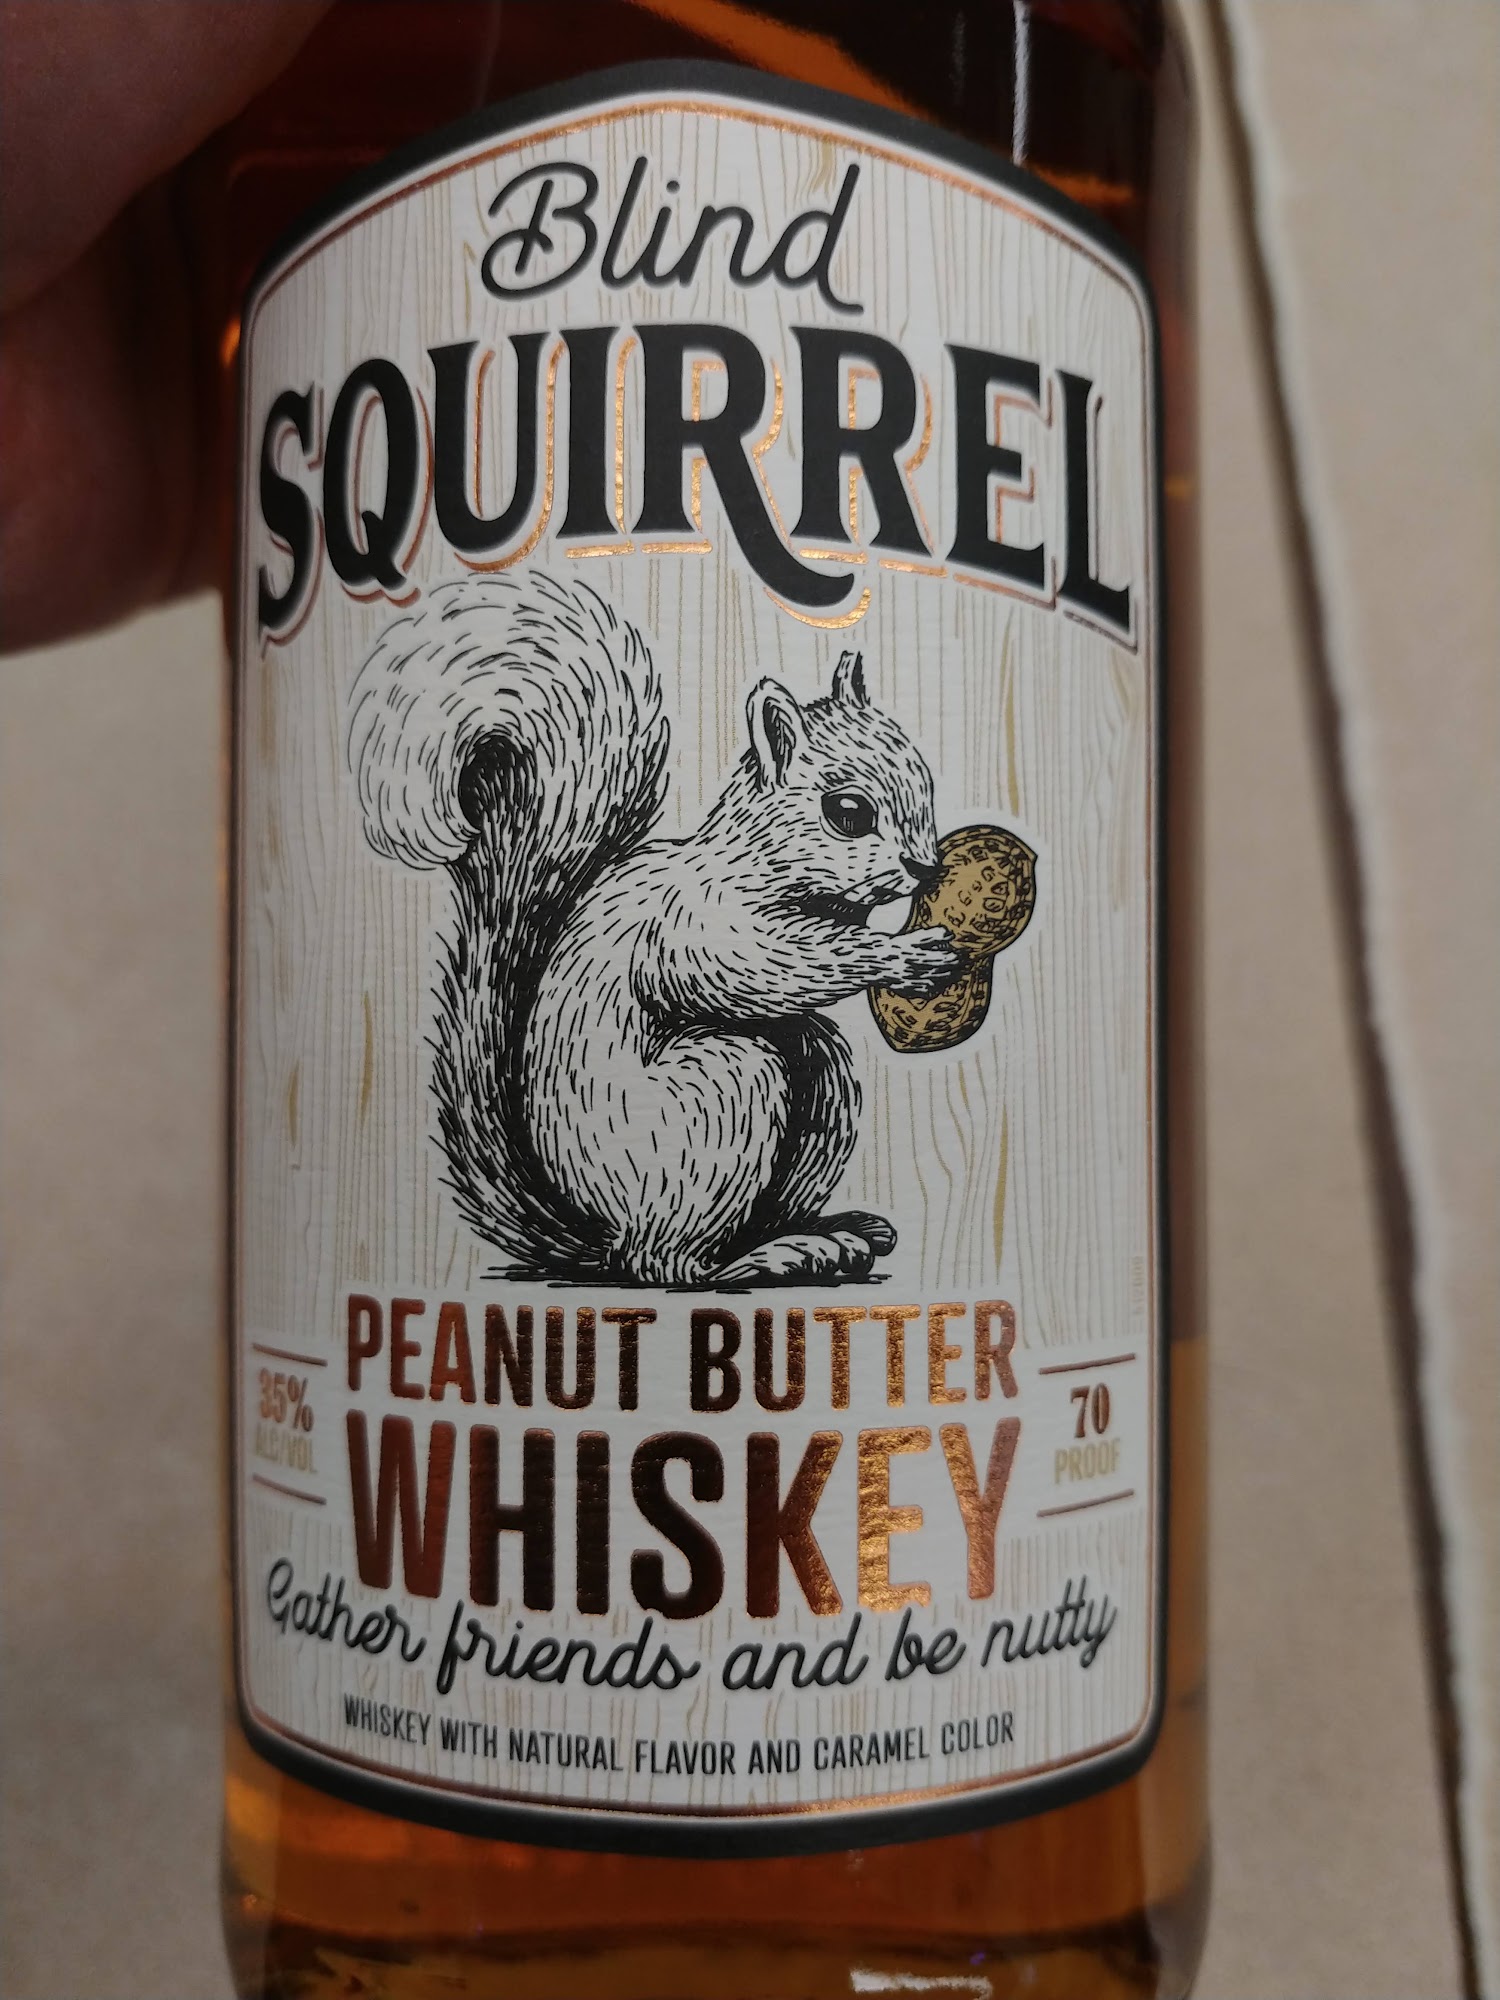 Blind
SQUIRREL
PEANUT BUTTER
35%
ALC/VOL
WHISKEY
70
PROOF
Gather friends and be nutty
WHISKEY WITH NATURAL FLAVOR AND CARAMEL COLOR